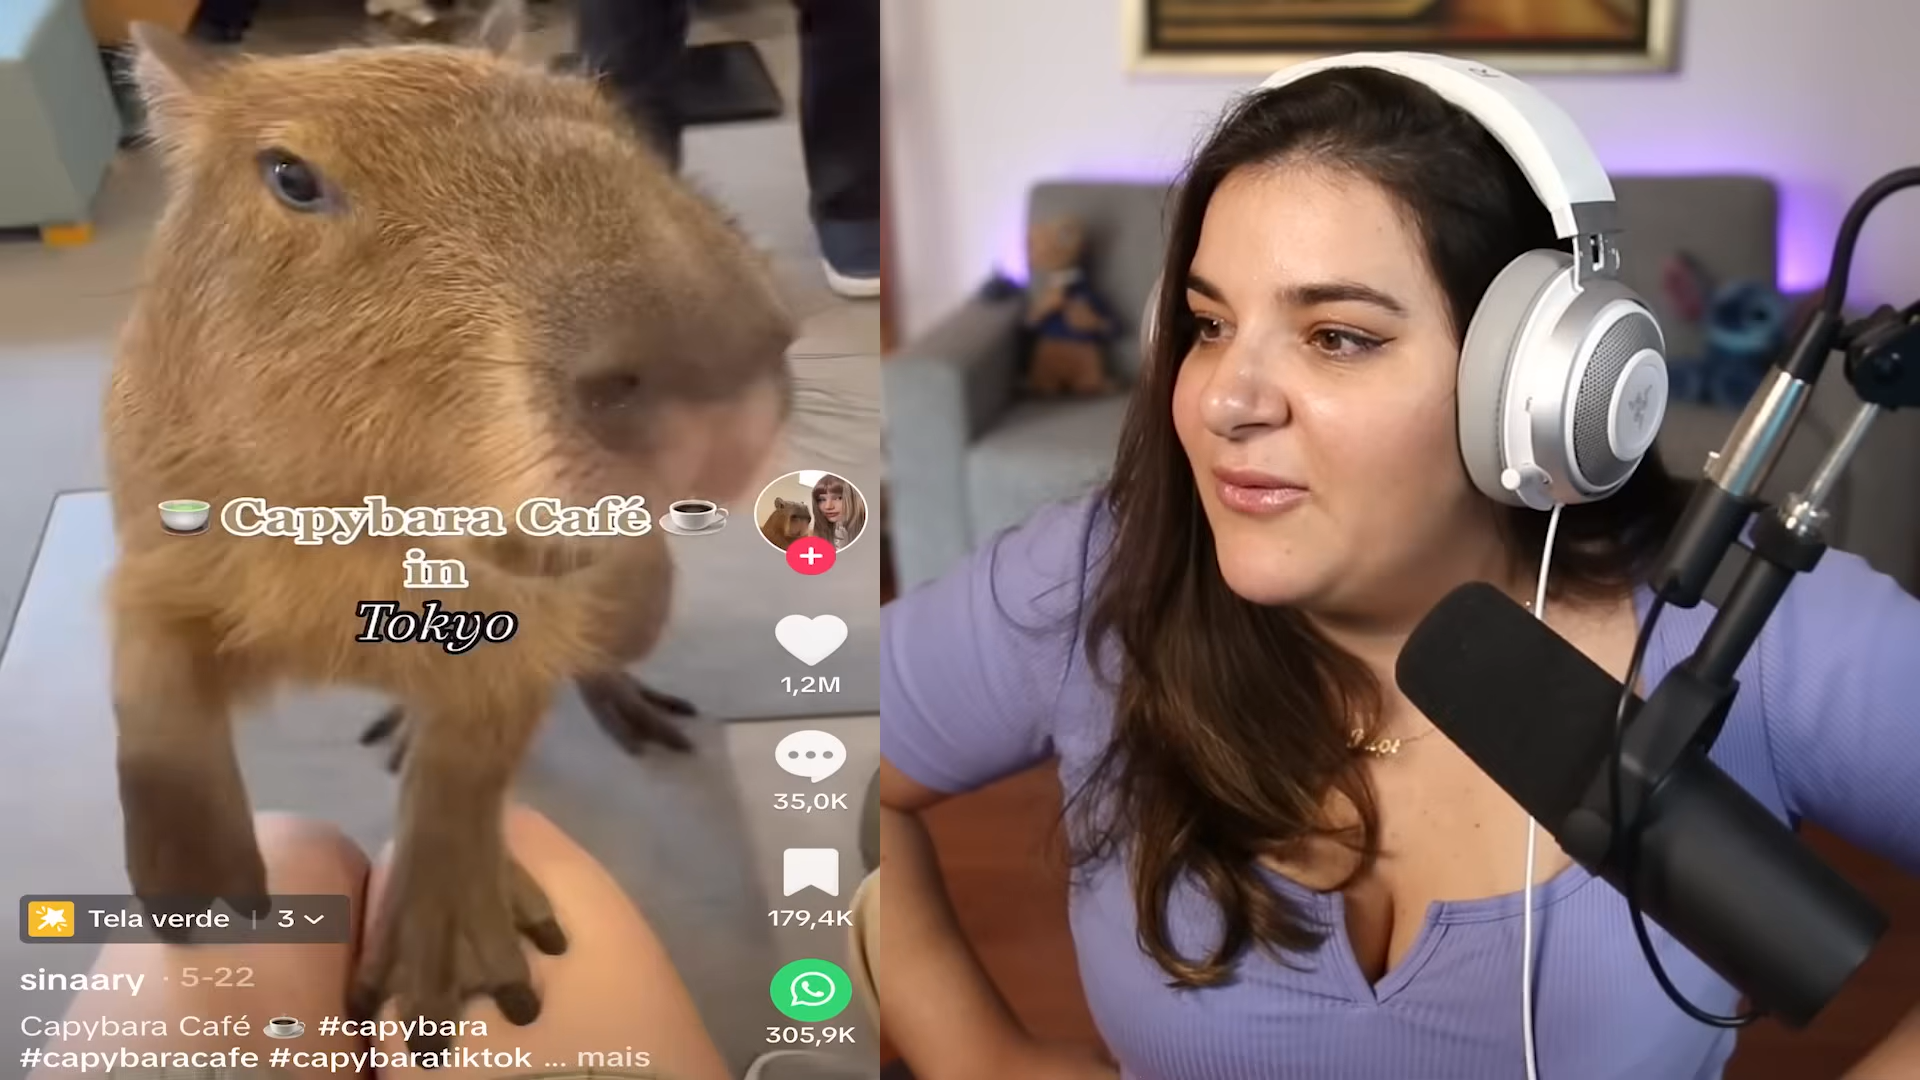 Capybara Café
in
Tokyo
1,2M
35,0K
179,4K
305,9K
Tela verde | 3
sinaary · 5-22
Capybara Café ☕ #capybara
#capybaracafe #capybaratiktok ... mais